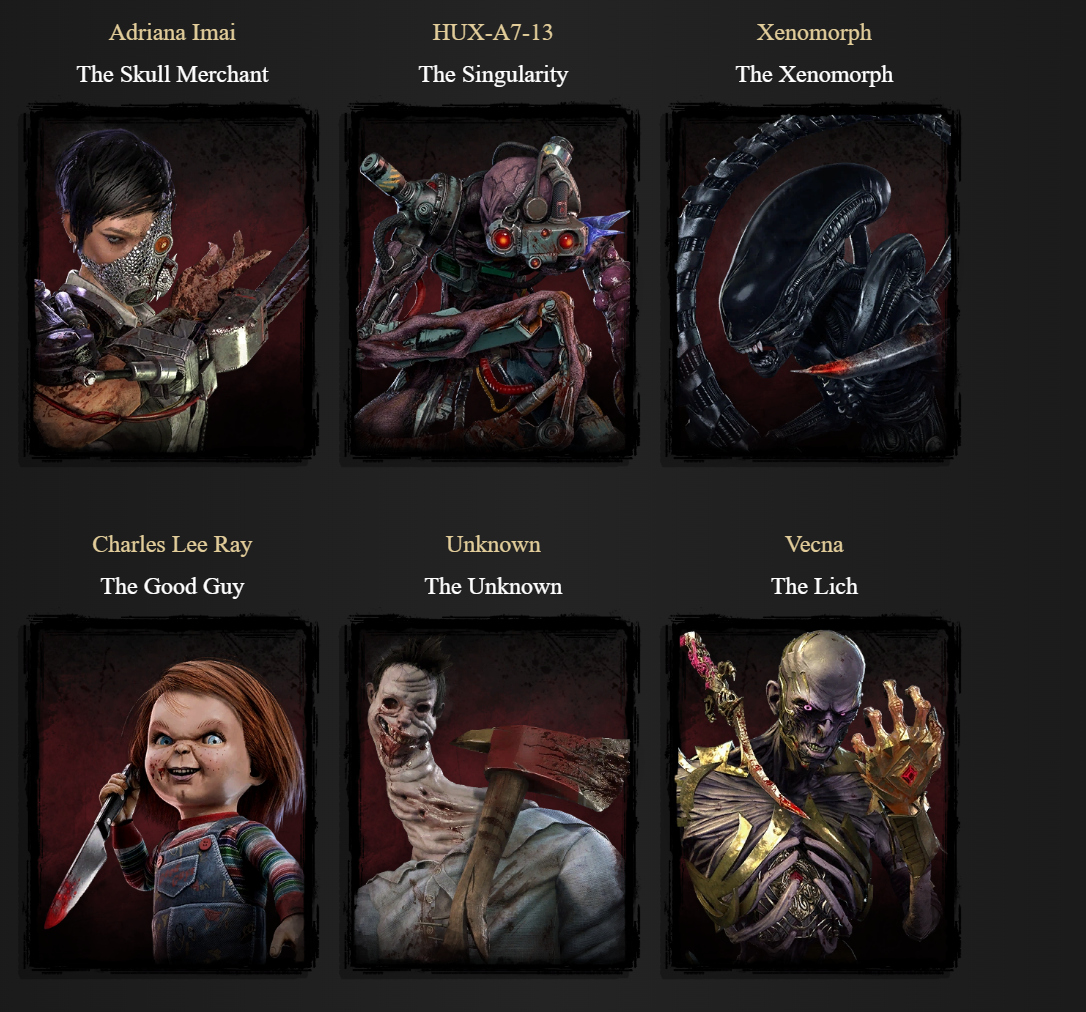 Adriana Imai
The Skull Merchant
HUX-A7-13
The Singularity
Xenomorph
The Xenomorph
Charles Lee Ray
The Good Guy
Unknown
The Unknown
Vecna
The Lich